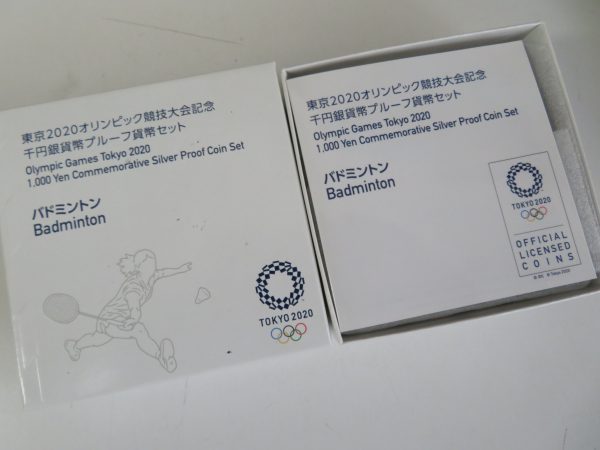 東京2020オリンピック競技大会記念
千円銀貨幣プルーフ貨幣セット
Olympic Games Tokyo 2020
1,000 Yen Commemorative Silver Proof Coin Set
バドミントン
Badminton
TOKYO 2020
東京2020オリンピック競技大会記念
千円銀貨幣プルーフ貨幣セット
Olympic Games Tokyo 2020
1,000 Yen Commemorative Silver Proof Coin Set
バドミントン
Badminton
TOKYO 2020
OFFICIAL
LICENSED
COINS